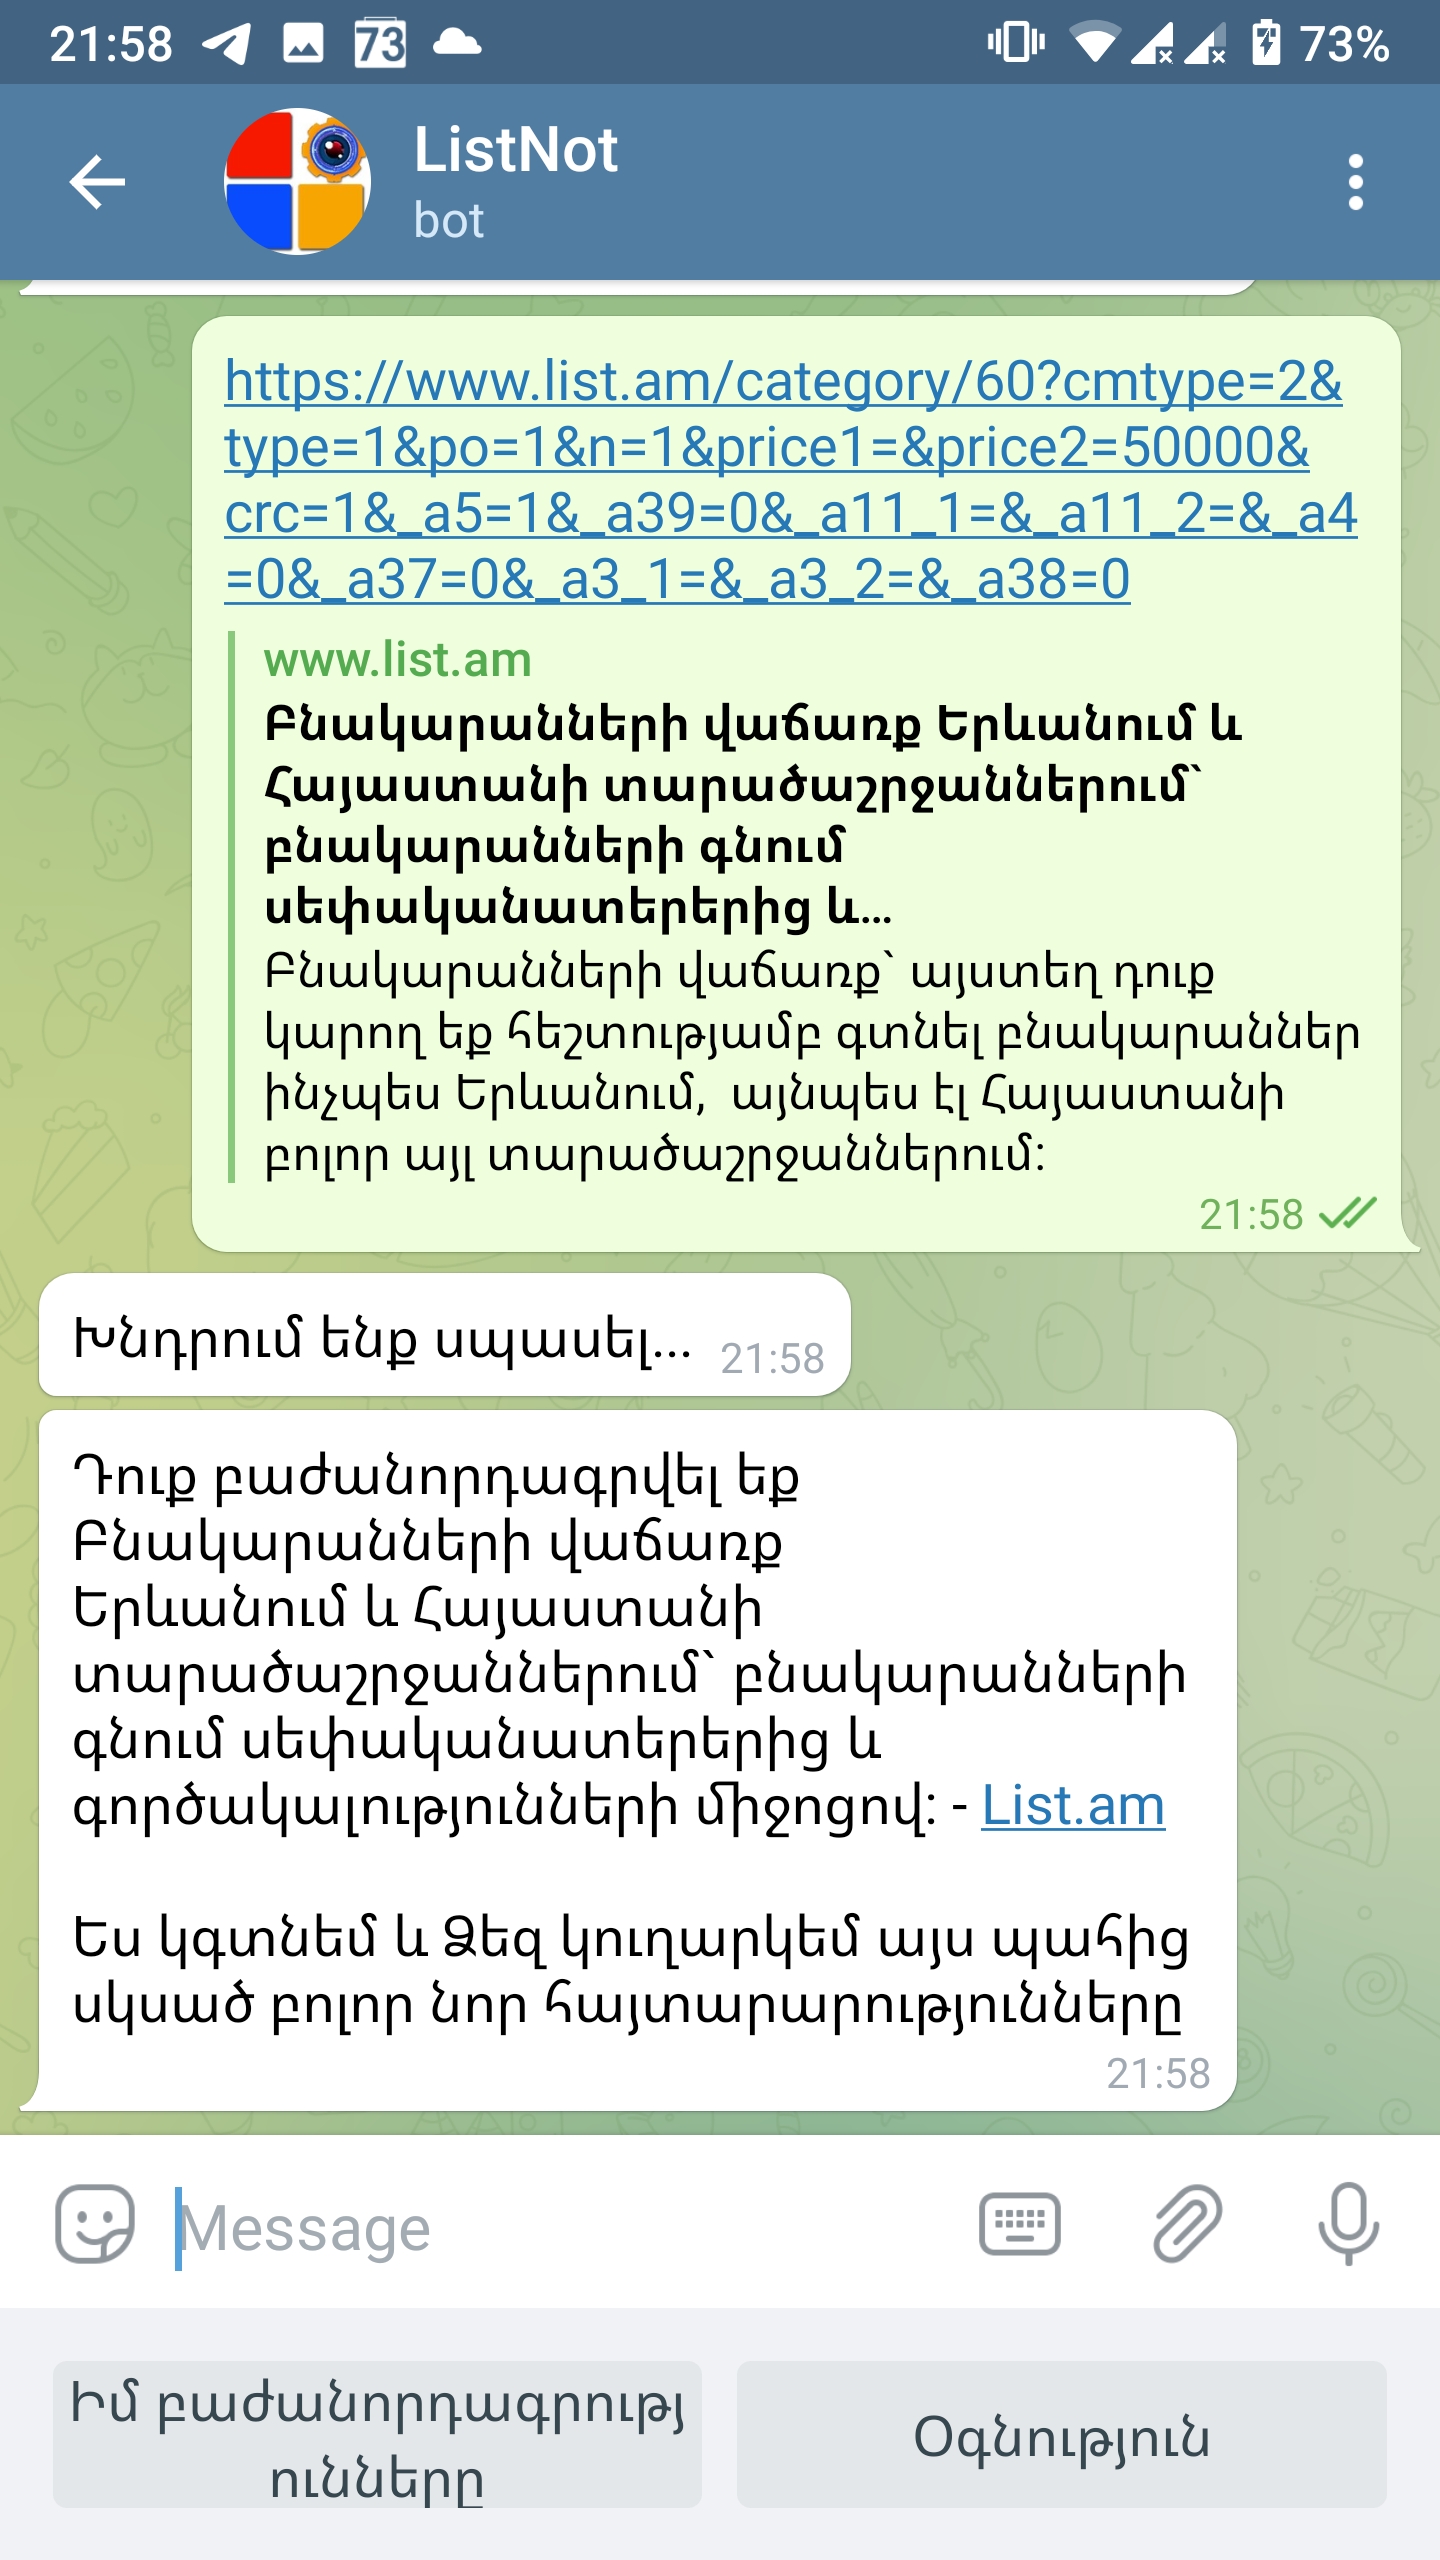 21:58
73
73%
ListNot
bot
https://www.list.am/category/60?cmtype=2&
type=1&po=1&n=1&price1=&price2=50000&
crc=1&_a5=1&_a39=0&_a11_1=&_a11_2=&_a4
=0&_a37=0&_a3_1=&_a3_2=&_a38=0
www.list.am
Բնակարանների վաճառք Երևանում և
Հայաստանի տարածաշրջաններում՝
բնակարանների գնում
սեփականատերերից և...
Բնակարանների վաճառք՝ այստեղ դուք
կարող եք հեշտությամբ գտնել բնակարաններ
ինչպես Երևանում,  այնպես էլ Հայաստանի
բոլոր այլ տարածաշրջաններում:
21:58
Խնդրում ենք սպասել... 21:58
Դուք բաժանորդագրվել եք
Բնակարանների վաճառք
Երևանում և Հայաստանի
տարածաշրջաններում՝ բնակարանների
գնում սեփականատերերից և
գործակալությունների միջոցով: - List.am
Ես կգտնեմ և Ձեզ կուղարկեմ այս պահից
սկսած բոլոր նոր հայտարարությունները
21:58
Message
Իմ բաժանորդագրությ
ունները
Օգնություն